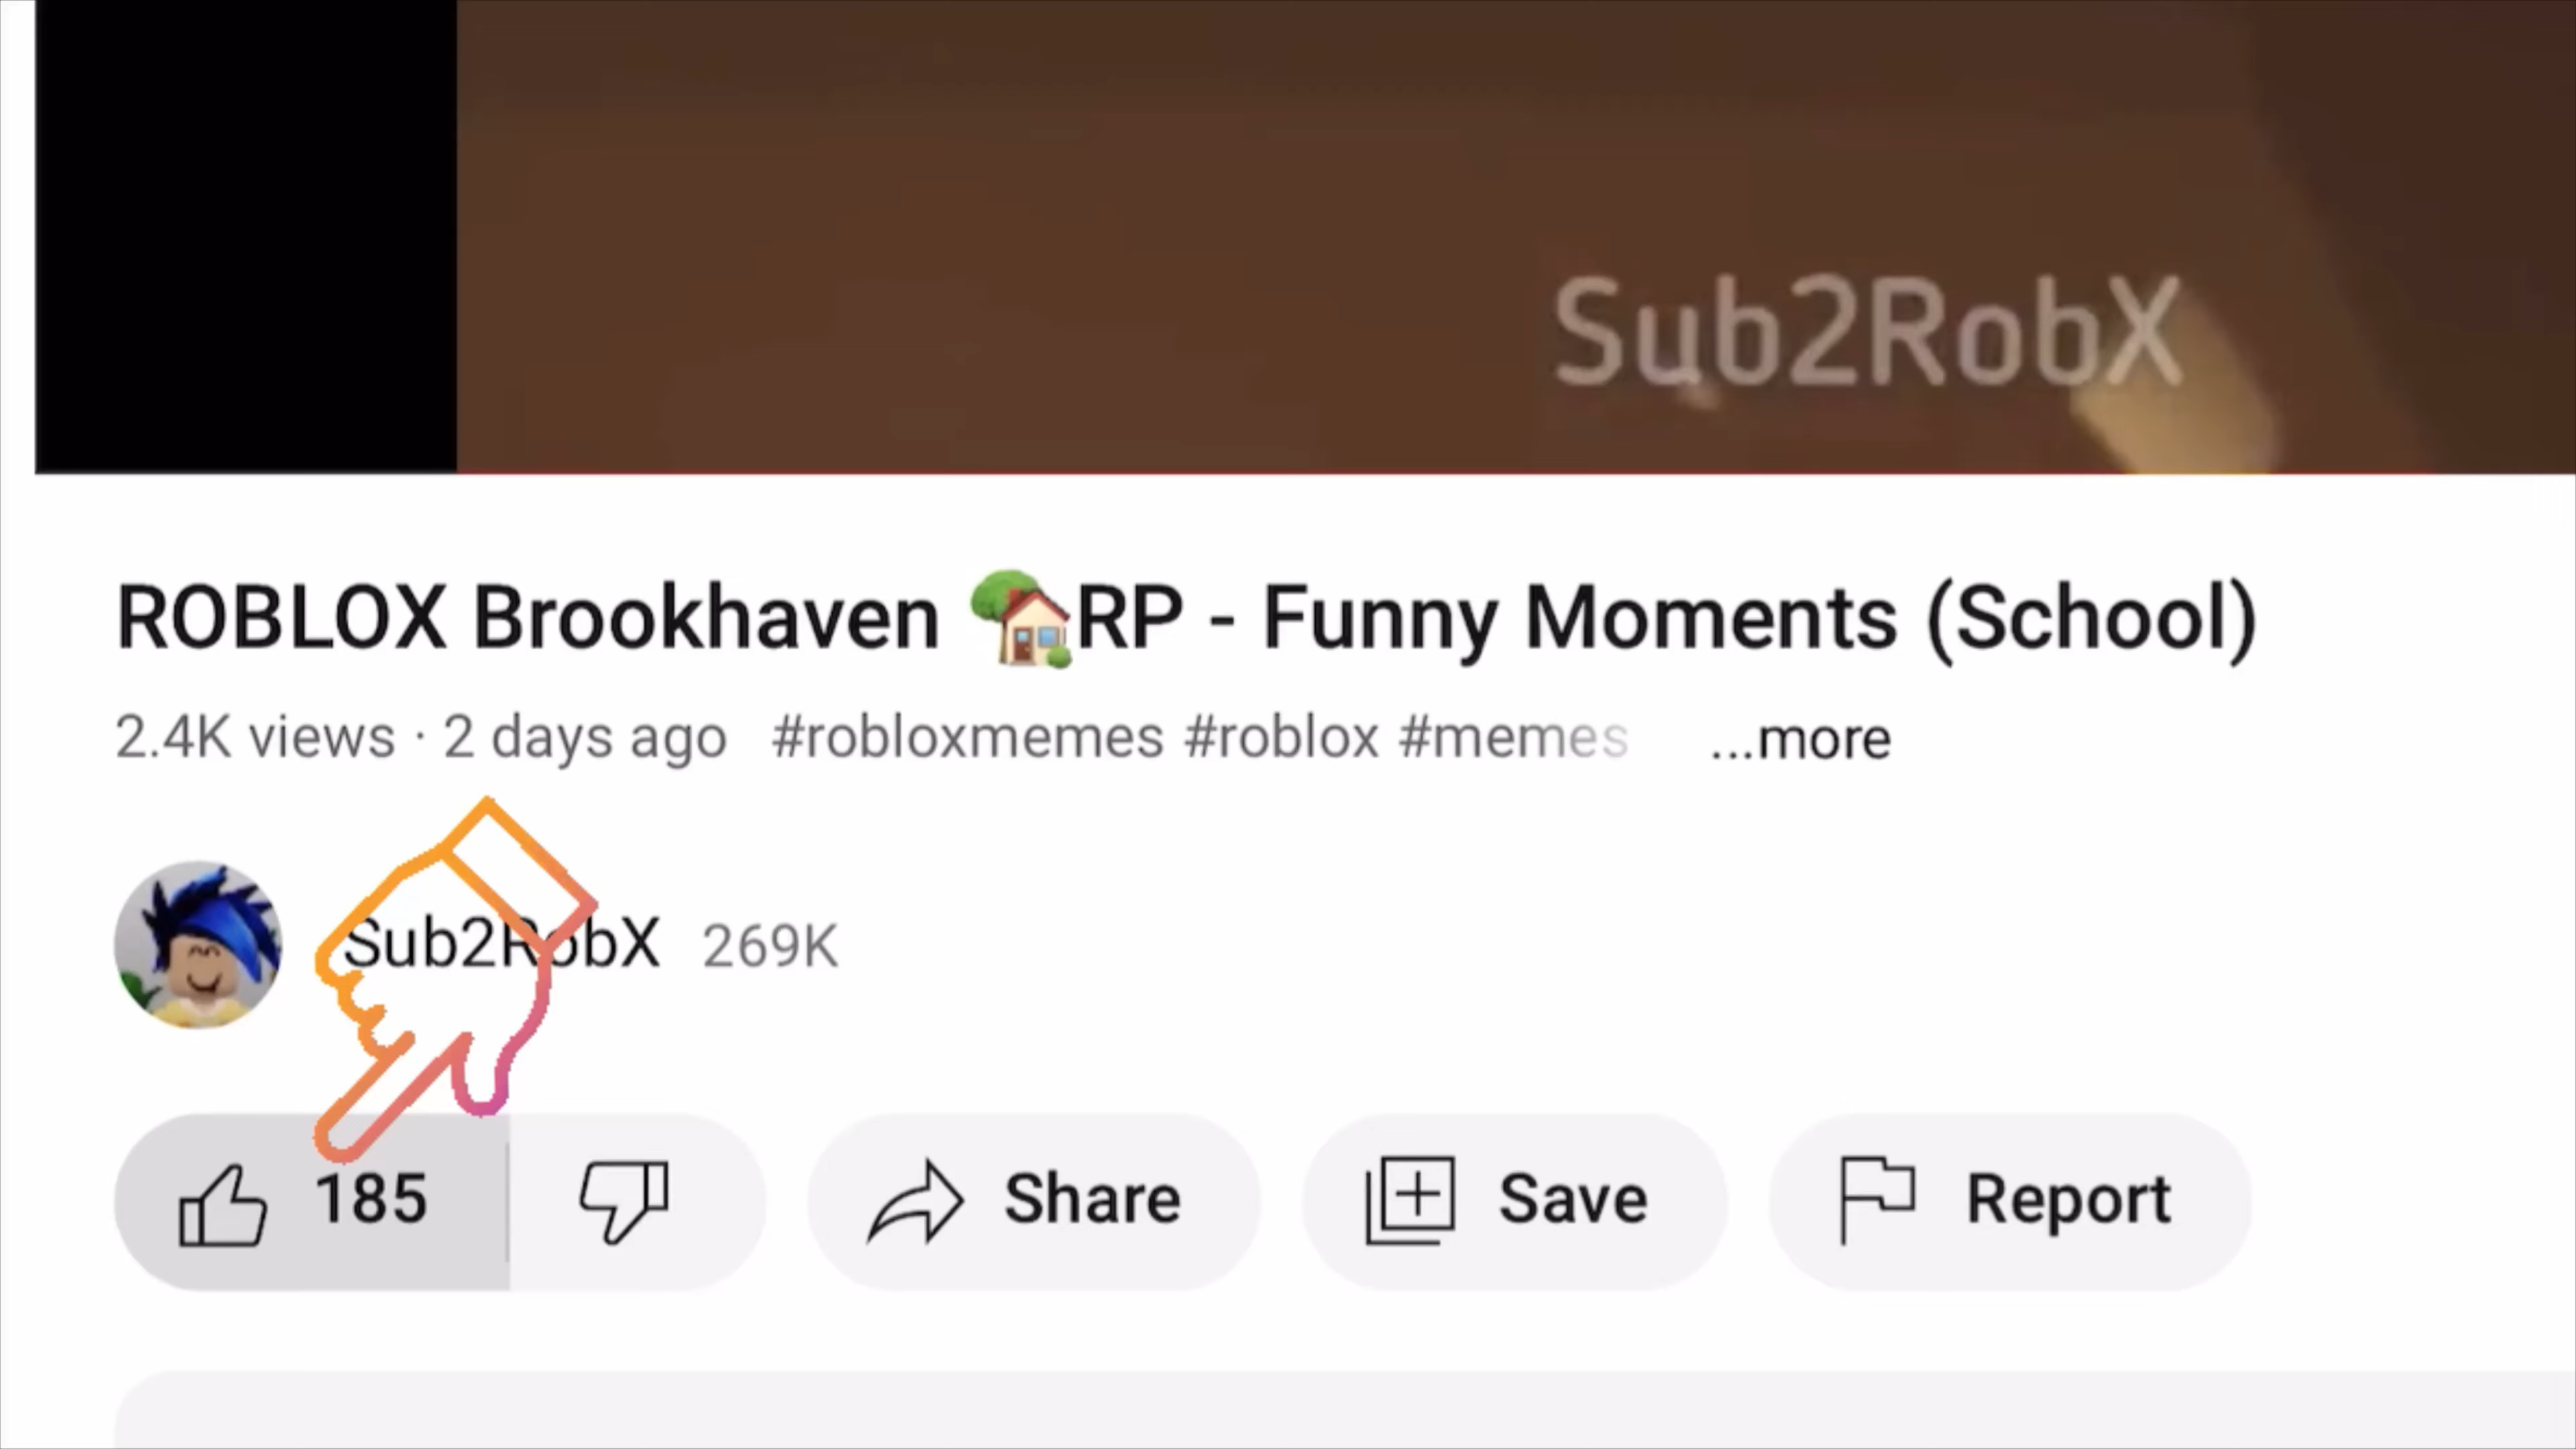 Sub2RobX
ROBLOX Brookhaven 🏡RP - Funny Moments (School)
2.4K views · 2 days ago #robloxmemes #roblox #memes ...more
Sub2RobX 269K
185 Share Save Report